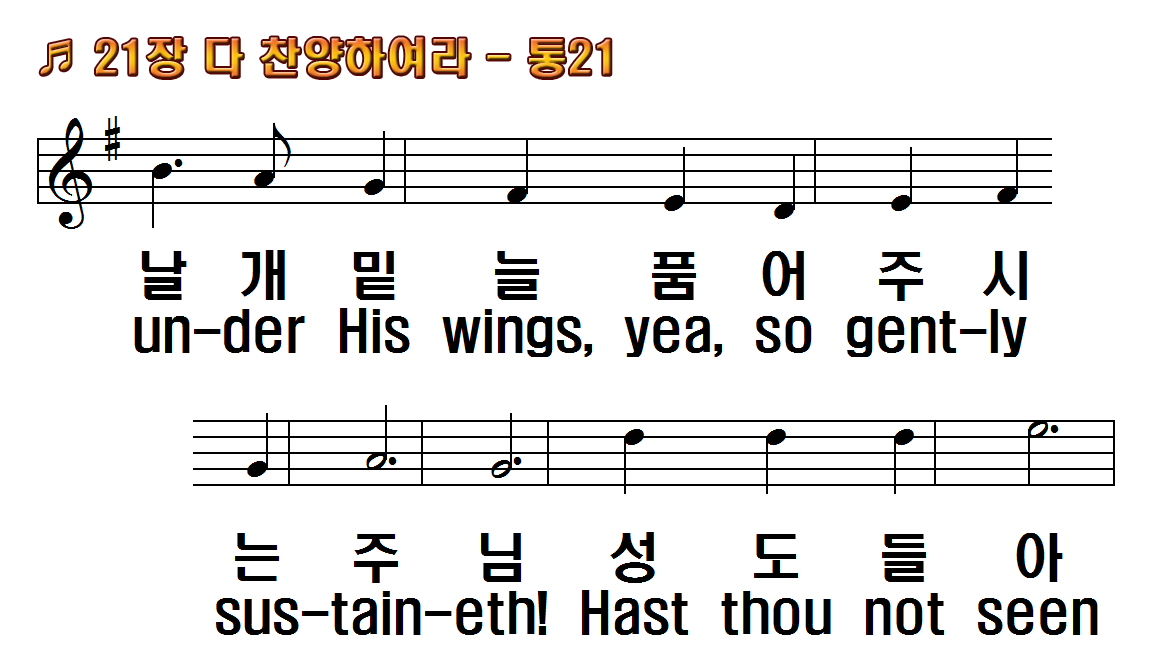 21장 다 찬양하여라 - 통21
날 개 밑 늘 품 어 주 시
un-der His wings, yea, so gent-ly
는 주 님 성 도 들 아
sus-tain-eth! Hast thou not seen